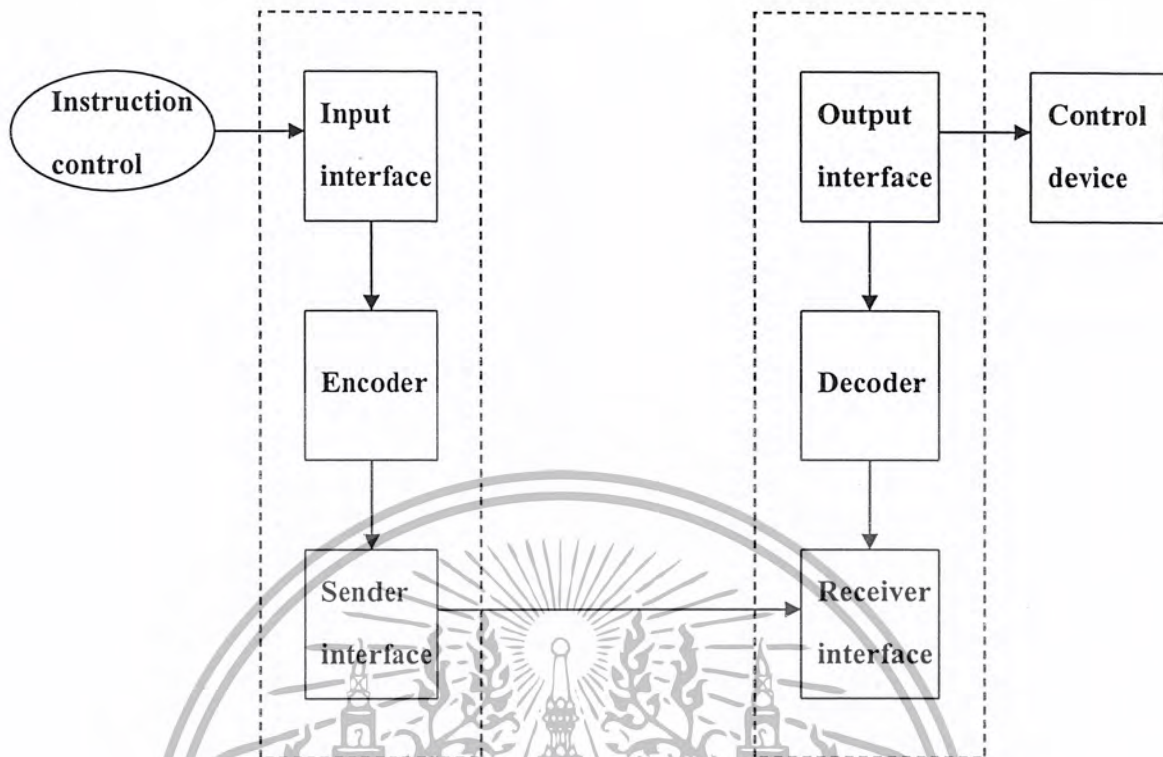 Instruction
control
Input
interface
Encoder
Sender
interface
Output
interface
Control
device
Decoder
Receiver
interface